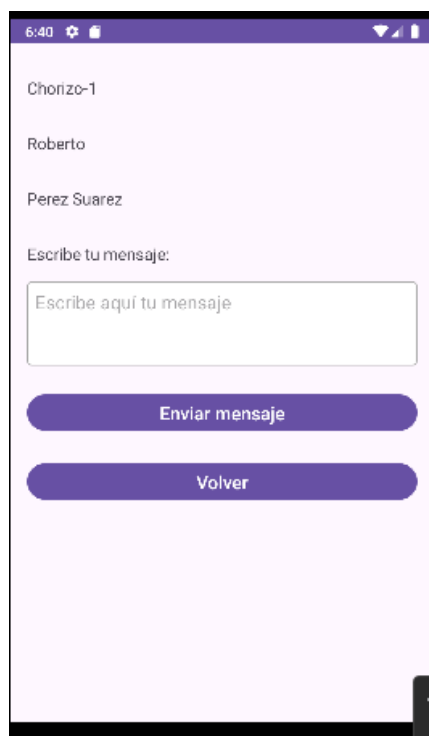 6:40
Chorizo-1
Roberto
Perez Suarez
Escribe tu mensaje:
Escribe aquí tu mensaje
Enviar mensaje
Volver